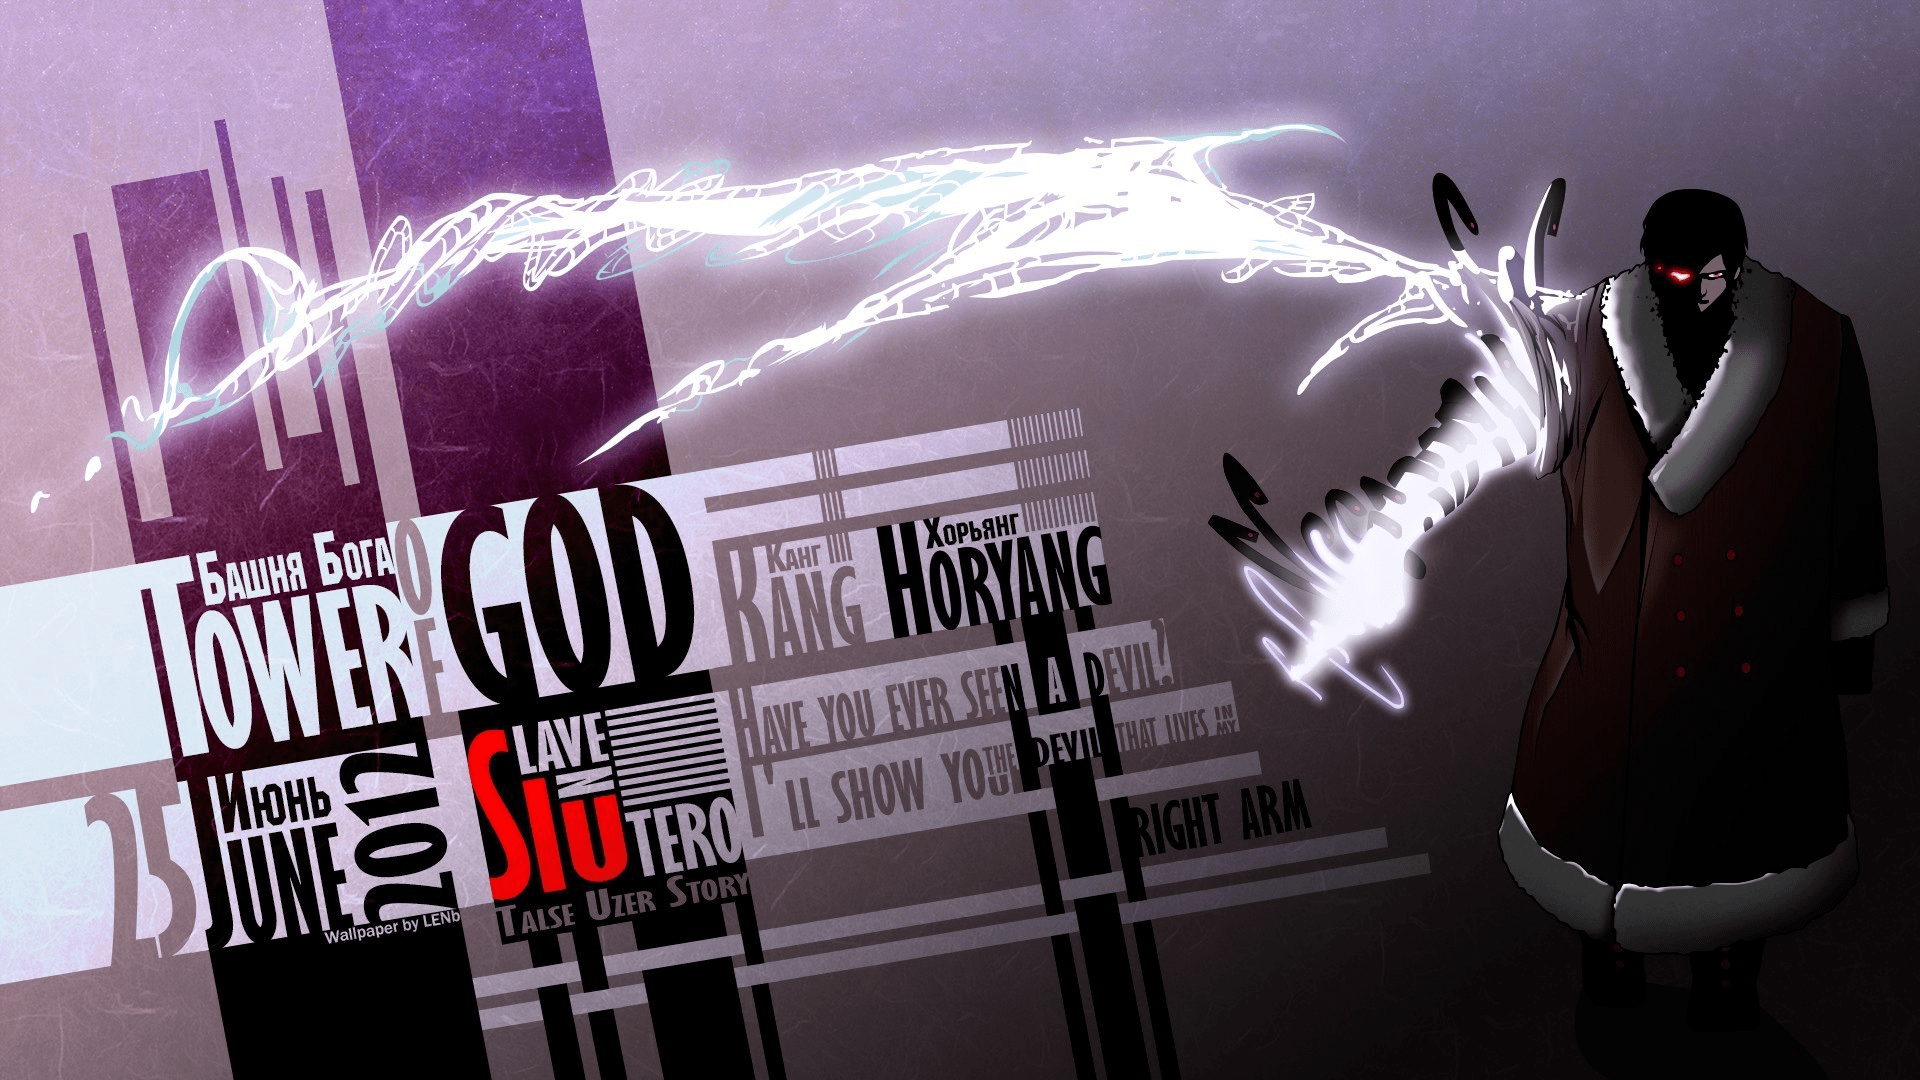 Башня Бога
TOWER OF GOD
Канг Хорьянг
KANG HORYANG
HAVE YOU EVER SEEN A DEVIL?
I'LL SHOW YOU THE DEVIL THAT LIVES IN MY
RIGHT ARM
25 Июнь
JUNE 2012
SLAVE IN UTERO
SIU
TALSE UZER STORY
Wallpaper by LENb